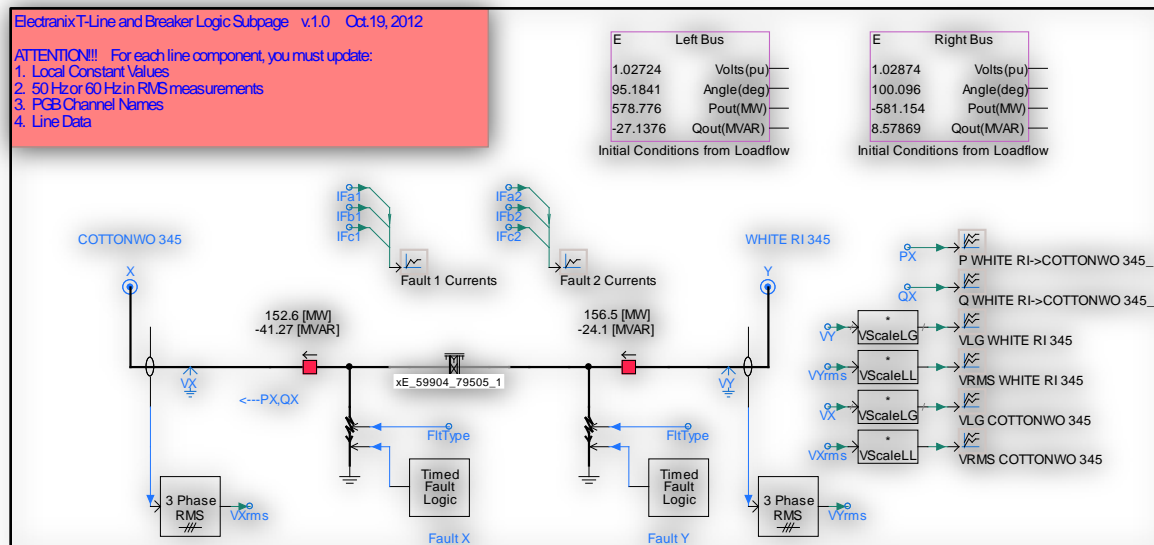 Electranix T-Line and Breaker Logic Subpage v.1.0 Oct.19, 2012
ATTENTION!!! For each line component, you must update:
1. Local Constant Values
2. 50 Hz or 60 Hz in RMS measurements
3. PGB Channel Names
4. Line Data
E Left Bus
1.02724 Volts(pu)
95.1841 Angle(deg)
578.776 Pout(MW)
-27.1376 Qout(MVAR)
Initial Conditions from Loadflow
E Right Bus
1.02874 Volts(pu)
100.096 Angle(deg)
-581.154 Pout(MW)
8.57869 Qout(MVAR)
Initial Conditions from Loadflow
IFa1
IFb1
IFc1
Fault 1 Currents
IFa2
IFb2
IFc2
Fault 2 Currents
COTTONWO 345
X
WHITE RI 345
Y
152.6 [MW]
-41.27 [MVAR]
156.5 [MW]
-24.1 [MVAR]
VX
<---PX,QX
xE_59904_79505_1
VY
FltType
Timed
Fault
Logic
Fault X
FltType
Timed
Fault
Logic
Fault Y
3 Phase
RMS
VXrms
3 Phase
RMS
VYrms
PX
P WHITE RI->COTTONWO 345_
QX
Q WHITE RI->COTTONWO 345_
VY
*
VScaleLG
VLG WHITE RI 345
VYrms
*
VScaleLL
VRMS WHITE RI 345
VX
*
VScaleLG
VLG COTTONWO 345
VXrms
*
VScaleLL
VRMS COTTONWO 345